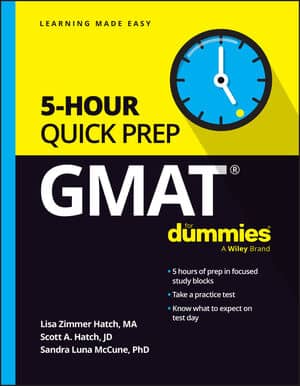 LEARNING MADE EASY
5-HOUR
QUICK PREP
GMAT®
for
dummies®
A Wiley Brand
• 5 hours of prep in focused
study blocks
• Take a practice test
• Know what to expect on
test day
Lisa Zimmer Hatch, MA
Scott A. Hatch, JD
Sandra Luna McCune, PhD